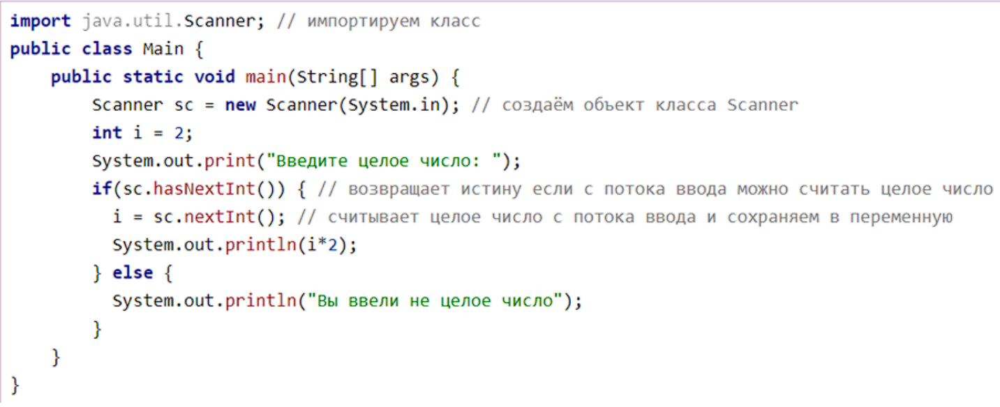 import java.util.Scanner; // импортируем класс
public class Main {
    public static void main(String[] args) {
        Scanner sc = new Scanner(System.in); // создаём объект класса Scanner
        int i = 2;
        System.out.print("Введите целое число: ");
        if(sc.hasNextInt()) { // возвращает истину если с потока ввода можно считать целое число
          i = sc.nextInt(); // считывает целое число с потока ввода и сохраняем в переменную
          System.out.println(i*2);
        } else {
          System.out.println("Вы ввели не целое число");
        }
    }
}